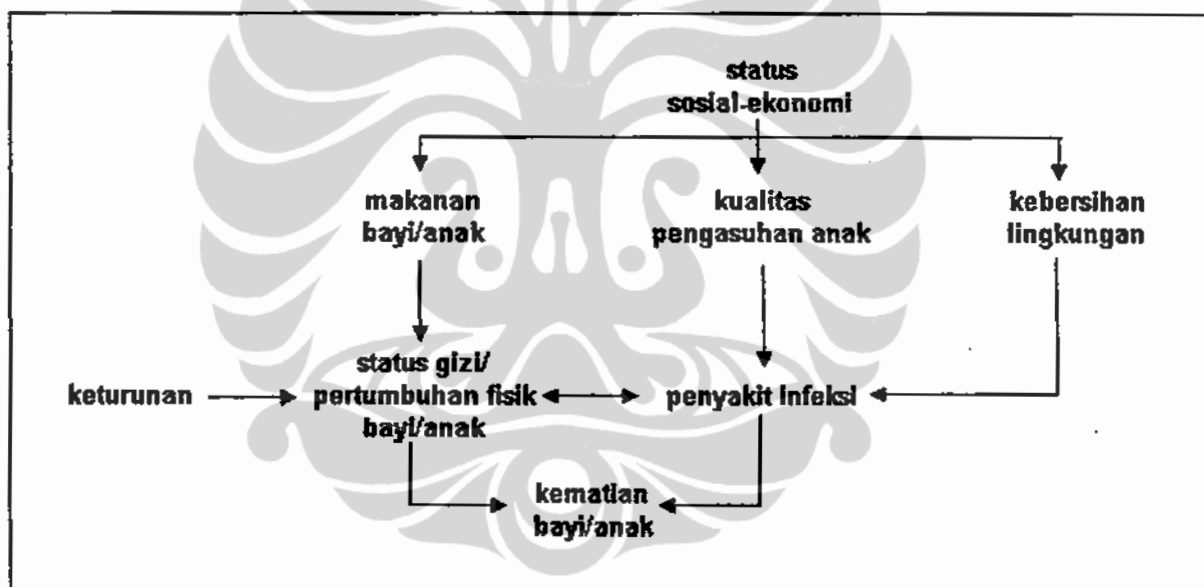 status
sosial-ekonomi
makanan
bayi/anak
kualitas
pengasuhan anak
kebersihan
lingkungan
keturunan
status gizi/
pertumbuhan fisik
bayi/anak
penyakit infeksi
kematian
bayi/anak